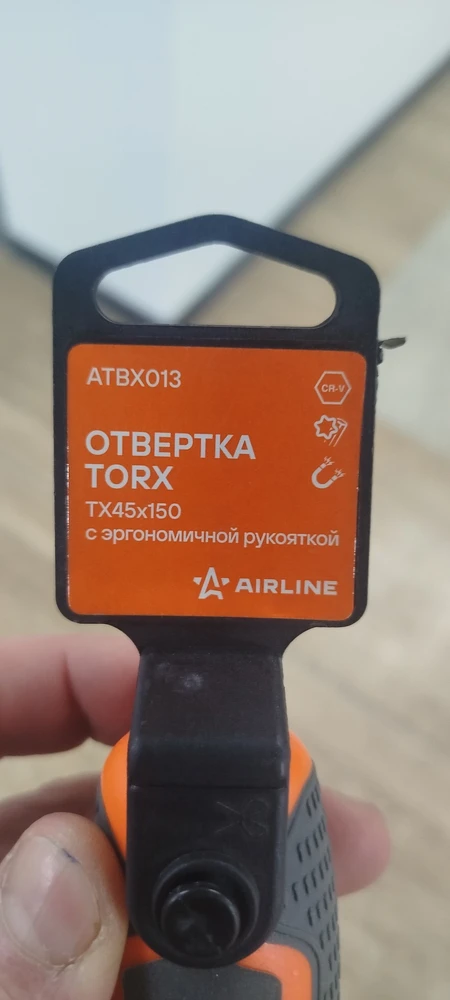 ATBX013
CR-V
ОТВЕРТКА
TORX
TX45x150
с эргономичной рукояткой
AIRLINE